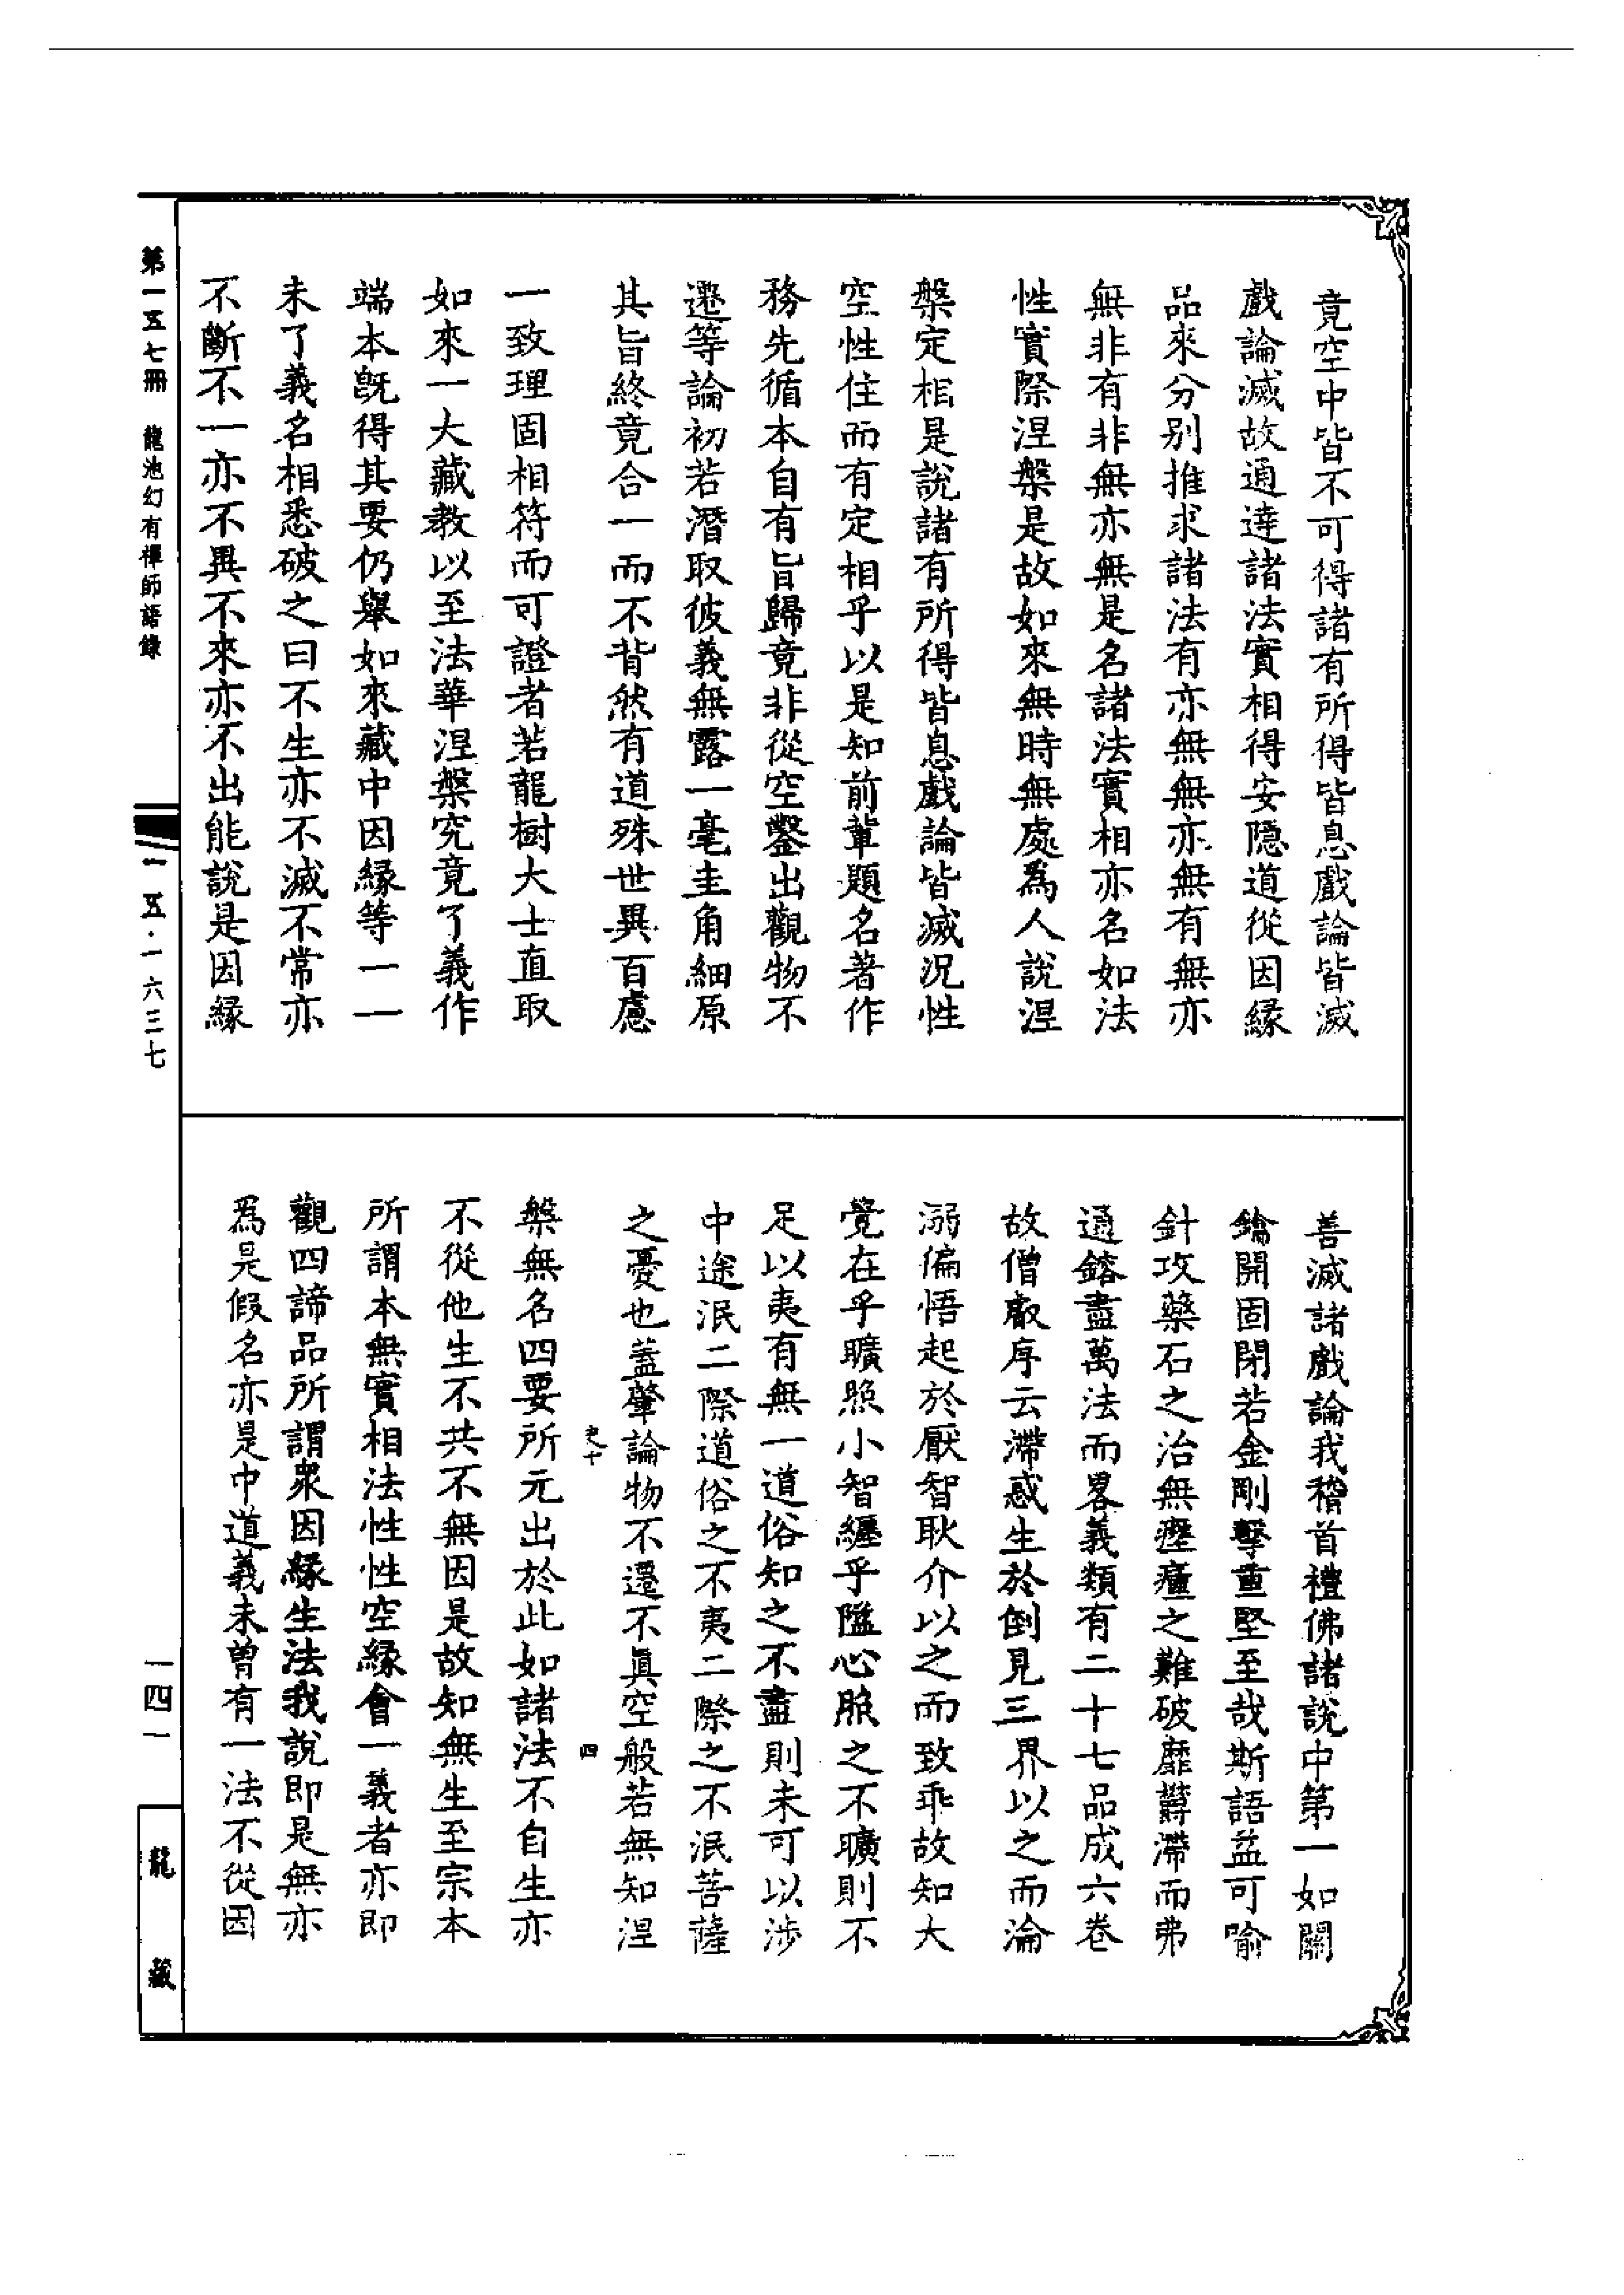 竟空中皆不可得諸有所得皆息戲論皆滅
戲論滅故通達諸法實相得安隱道從因緣
品來分別推求諸法有亦無無亦無有無亦
無非有非無亦無是名諸法實相亦名如法
性實際涅槃是故如來無時無處為人說涅
槃定相是說諸有所得皆息戲論皆滅況性
空性住而有定相乎以是知前輩題名著作
務先循本自有旨歸竟非從空鑿出觀物不
遷等論初若潛取彼義無露一毫圭角細原
其旨終竟合一而不背然有道殊世異百慮
一致理固相符而可證者若龍樹大士直取
如來一大藏教以至法華涅槃究竟了義作
端本既得其要仍舉如來藏中因緣等一一
未了義名相悉破之曰不生亦不滅不常亦
不斷不一亦不異不來亦不出能說是因緣
善滅諸戲論我稽首禮佛諸說中第一如關
鑰開固閉若金剛擊重堅至哉斯語益可喻
針攻藥石之治無瘞癨之難破靡欝滯而弗
通鎔盡萬法而畧義類有二十七品成六卷
故僧叡序云滯惑生於倒見三界以之而淪
溺偏悟起於厭智耿介以之而致乖故知大
覺在乎曠照小智纏乎隘心照之不曠則不
足以夷有無一道俗知之不盡則未可以涉
中途泯二際道俗之不夷二際之不泯菩薩
之憂也蓋肇論物不遷不真空般若無知涅
史十
四
槃無名四要所元出於此如諸法不自生亦
不從他生不共不無因是故知無生至宗本
所謂本無實相法性性空緣會一義者亦即
觀四諦品所謂眾因緣生法我說即是無亦
為是假名亦是中道義未曾有一法不從因
第一五七冊　龍池幻有禪師語錄
一五·一六三七
一四一
龍藏